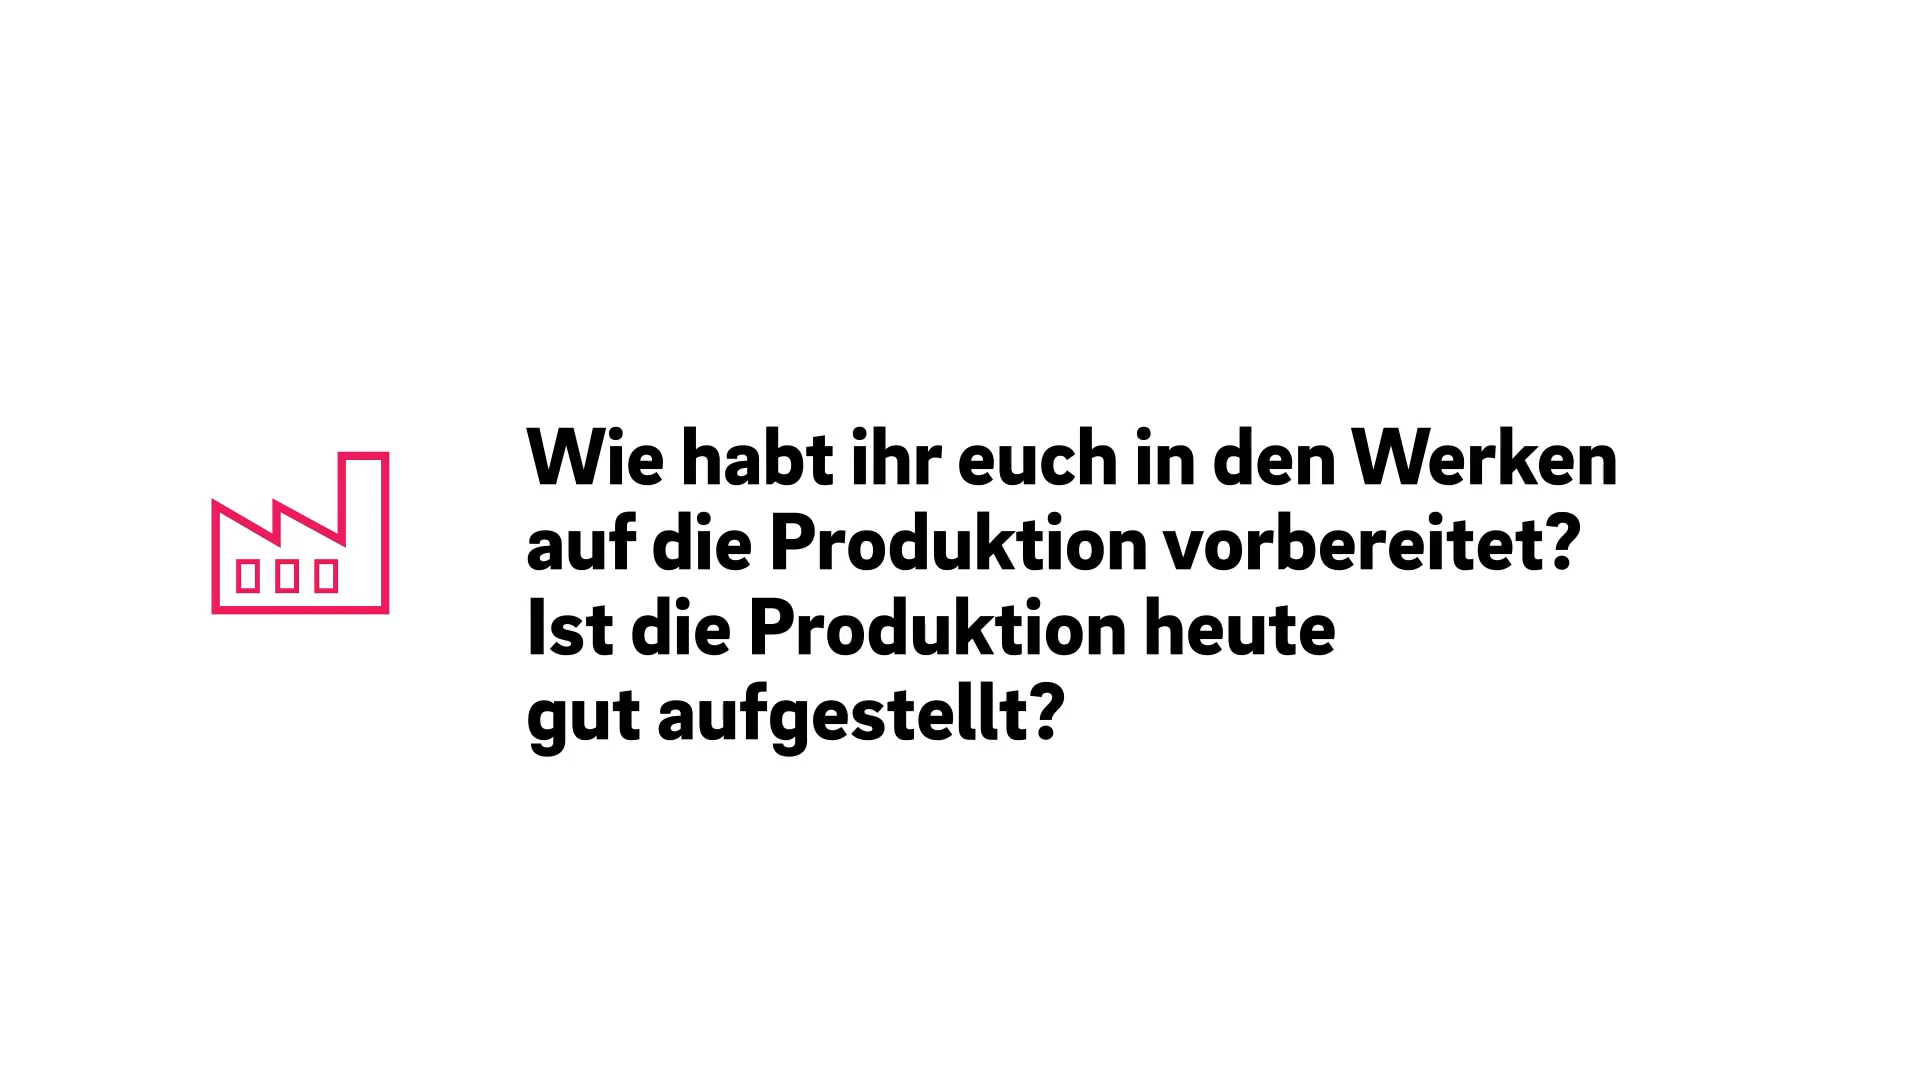 Wie habt ihr euch in den Werken
auf die Produktion vorbereitet?
Ist die Produktion heute
gut aufgestellt?